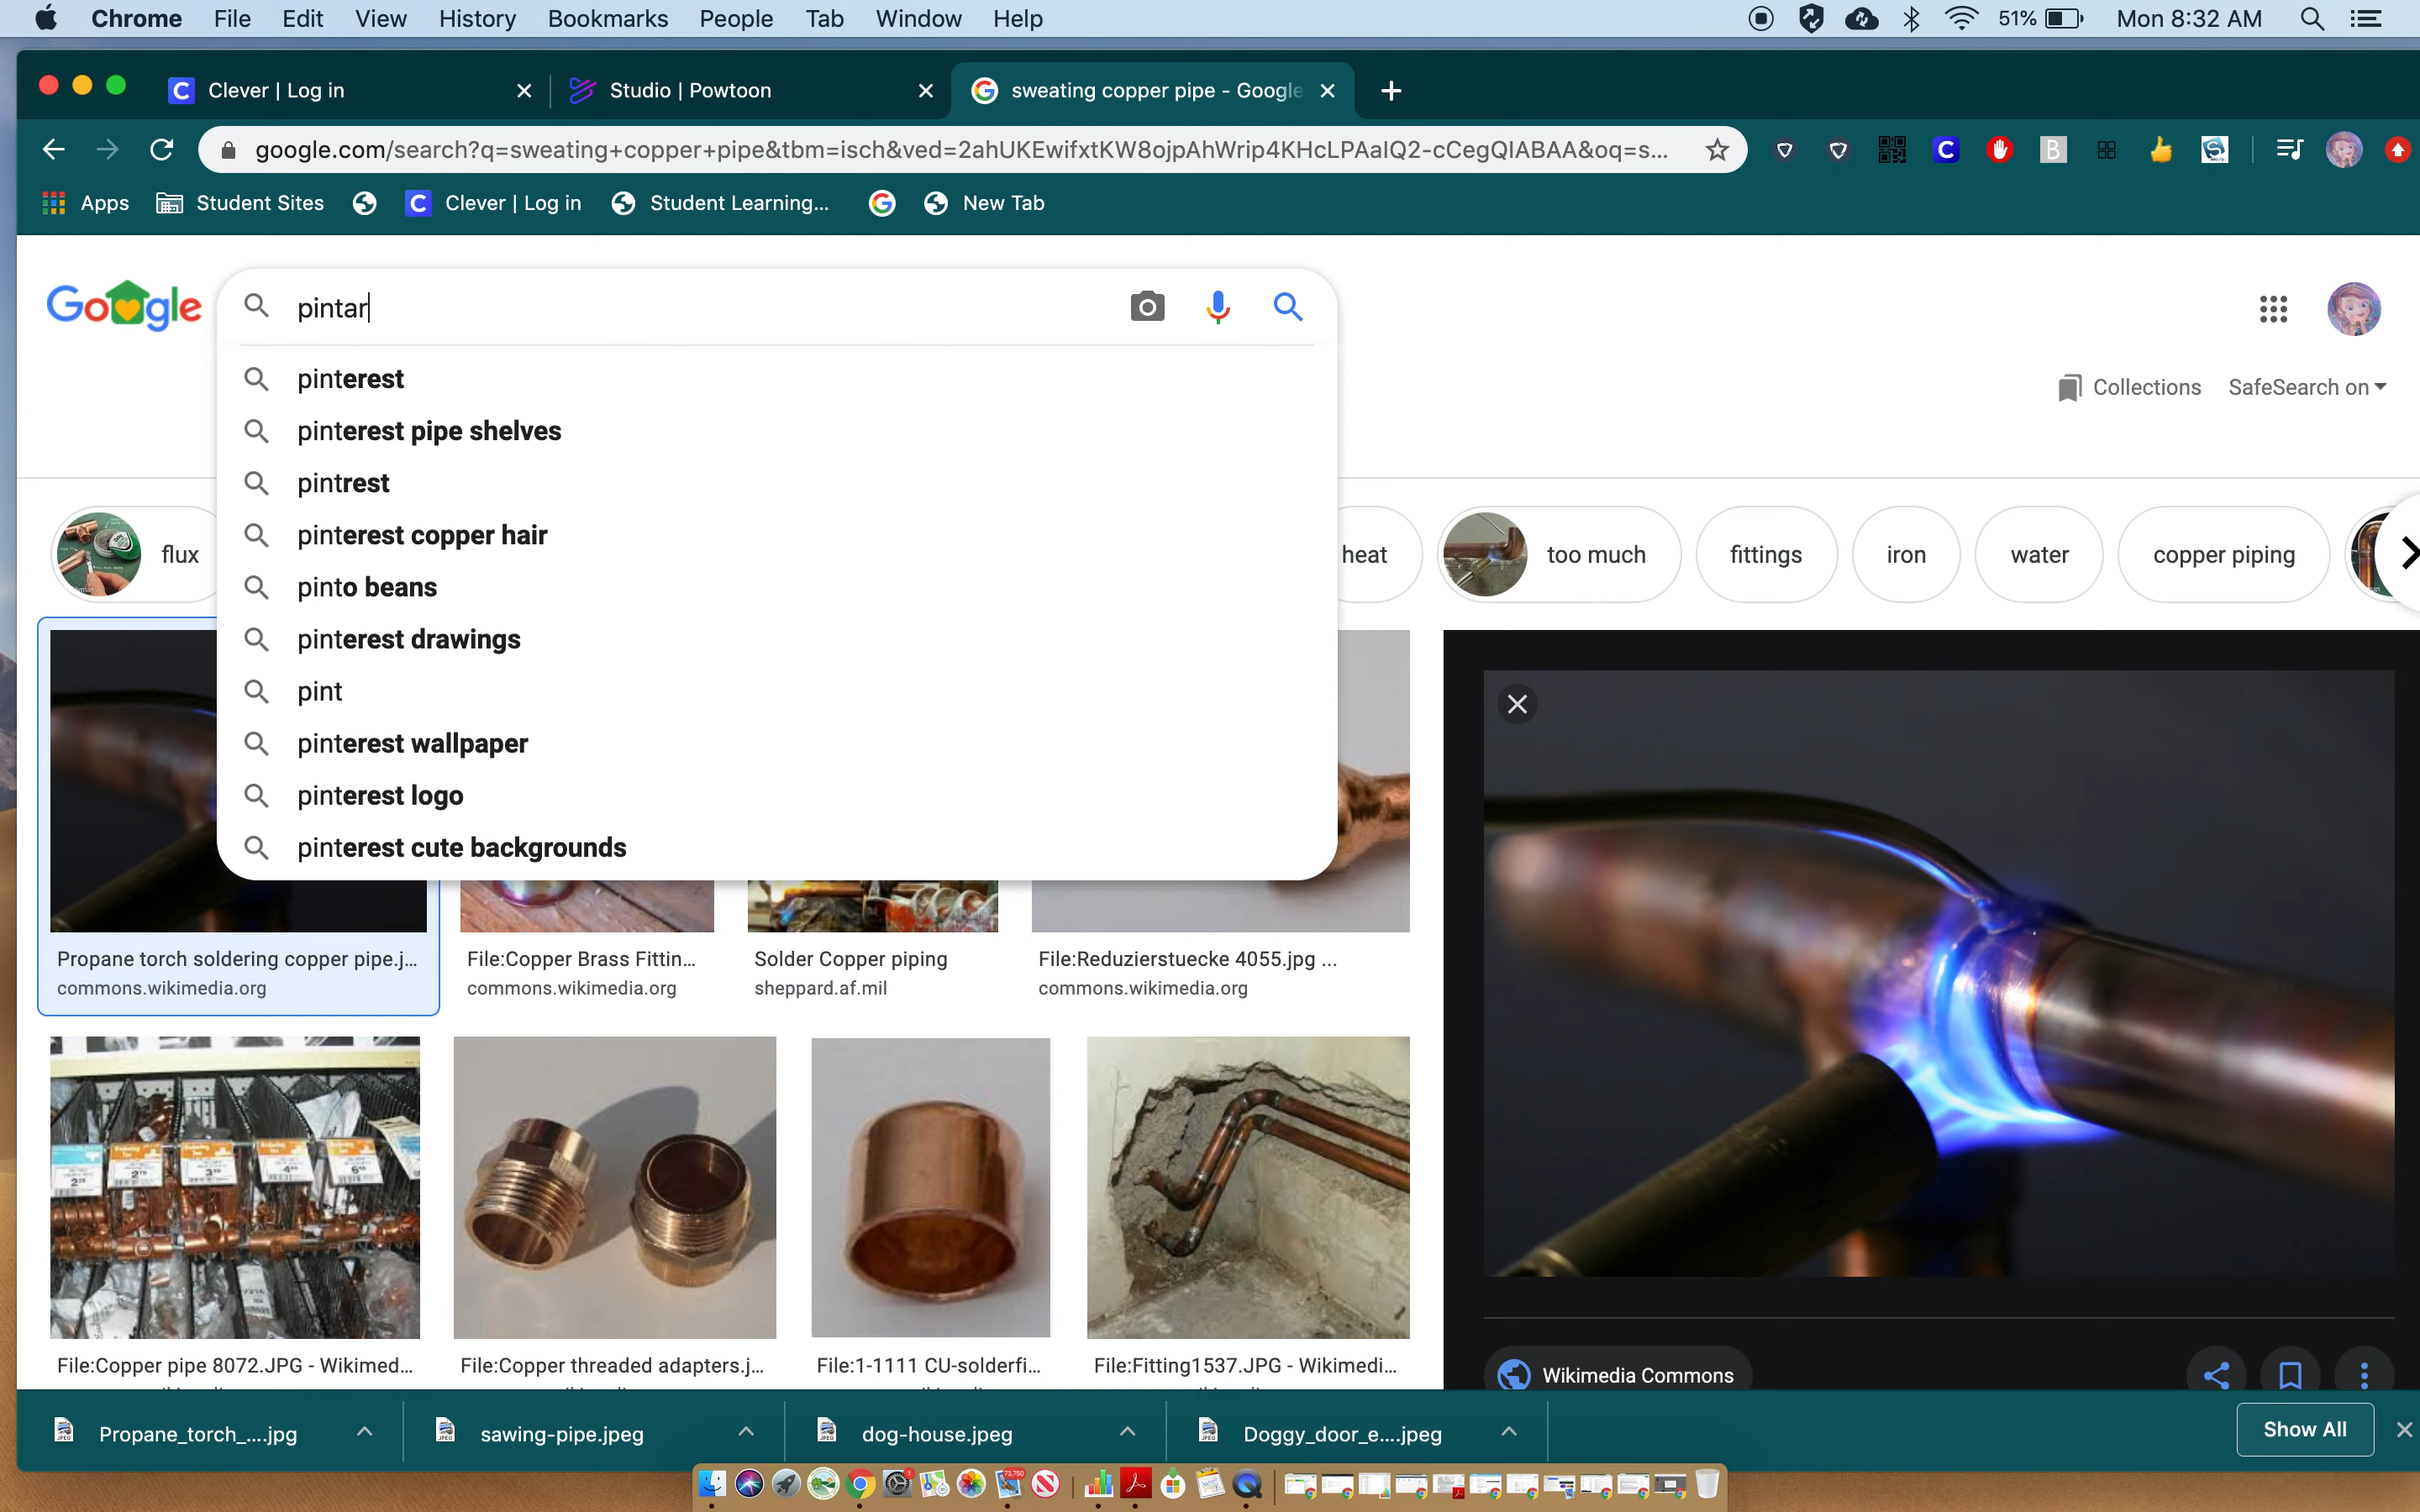 Chrome File Edit View History Bookmarks People Tab Window Help 51% Mon 8:32 AM
Clever | Log in Studio | Powtoon sweating copper pipe - Google
google.com/search?q=sweating+copper+pipe&tbm=isch&ved=2ahUKEwifxtKW8ojpAhWrip4KHcLPAaIQ2-cCegQIABAA&oq=s...
Apps Student Sites Clever | Log in Student Learning... New Tab
Google pintar
pinterest
Collections SafeSearch on
pinterest pipe shelves
pintrest
pinterest copper hair
flux heat too much fittings iron water copper piping
pinto beans
pinterest drawings
pint
pinterest wallpaper
pinterest logo
pinterest cute backgrounds
Propane torch soldering copper pipe.j... File:Copper Brass Fittin... Solder Copper piping File:Reduzierstuecke 4055.jpg ...
commons.wikimedia.org commons.wikimedia.org sheppard.af.mil commons.wikimedia.org
File:Copper pipe 8072.JPG - Wikimed... File:Copper threaded adapters.j... File:1-1111 CU-solderfi... File:Fitting1537.JPG - Wikimedi... Wikimedia Commons
Propane_torch_....jpg sawing-pipe.jpeg dog-house.jpeg Doggy_door_e....jpeg Show All
73,750